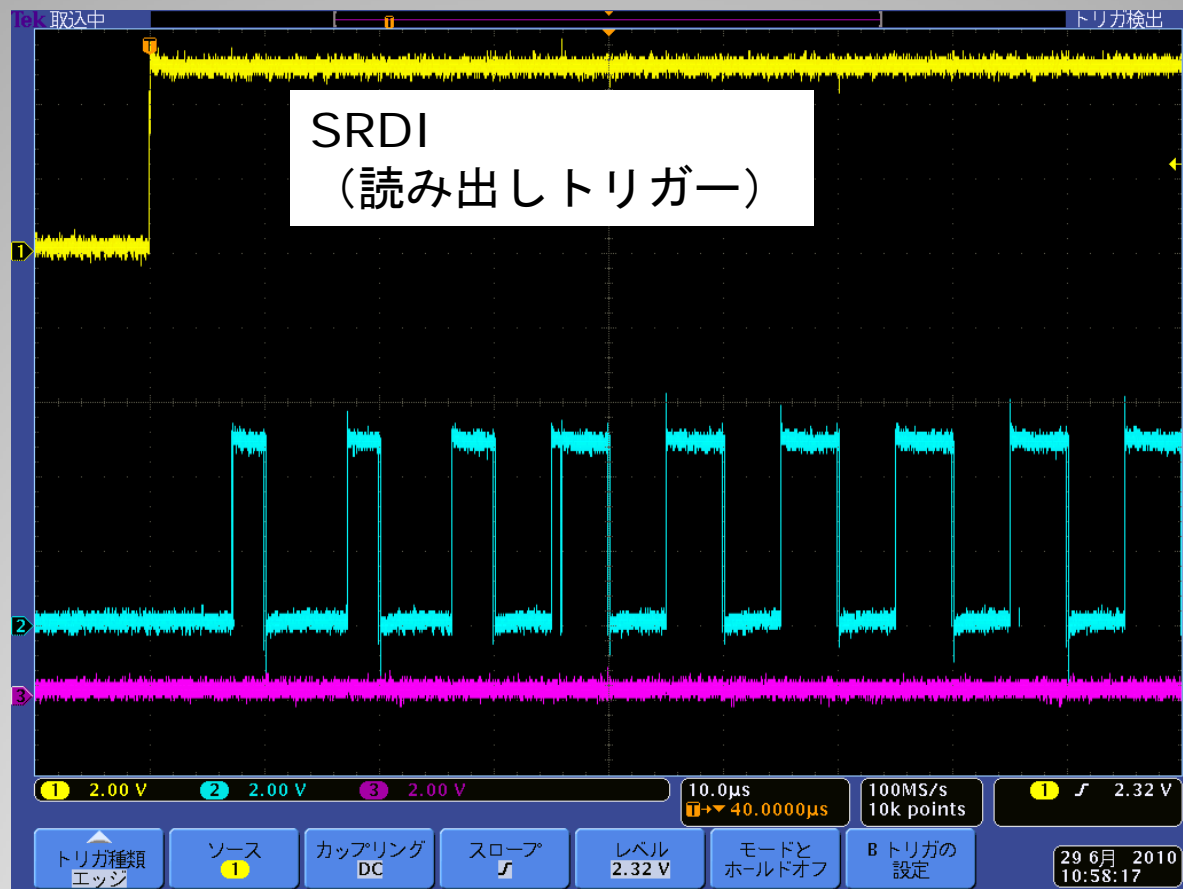 Tek 取込中
T
トリガ検出
T
SRDI
（読み出しトリガー）
1
2
3
1 2.00 V 2 2.00 V 3 2.00 V
10.0µs
T→▼ 40.0000µs
100MS/s
10k points
1 ∫ 2.32 V
トリガ種類
エッジ
ソース
1
カップリング
DC
スロープ
∫
レベル
2.32 V
モードと
ホールドオフ
B トリガの
設定
29 6月 2010
10:58:17